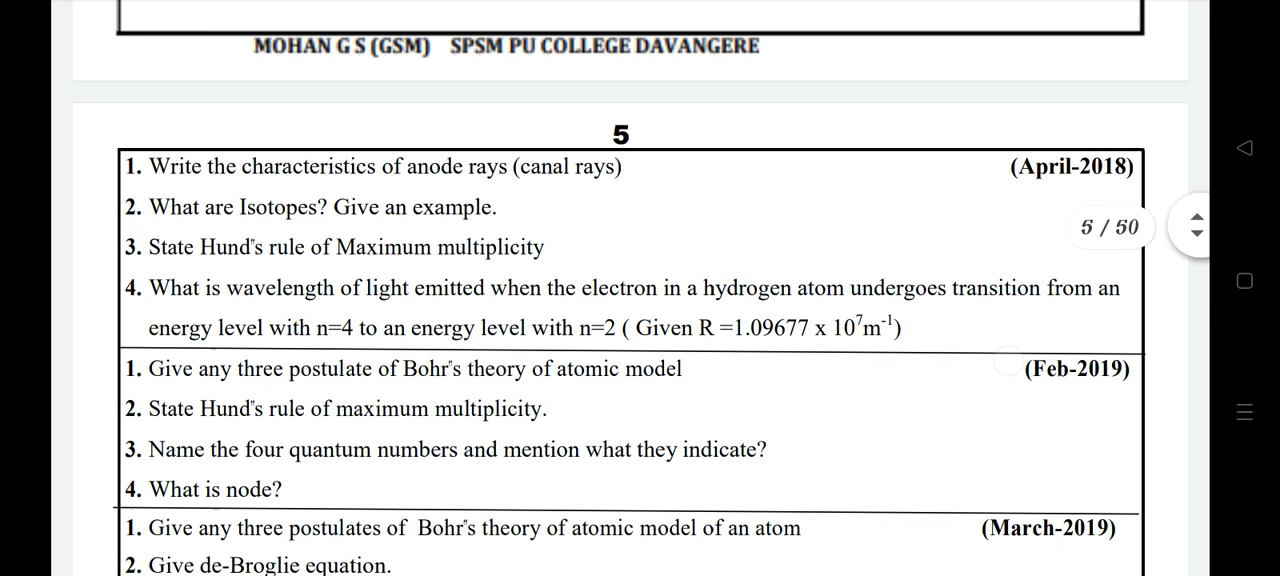 MOHAN G S (GSM) SPSM PU COLLEGE DAVANGERE
5
1. Write the characteristics of anode rays (canal rays) (April-2018)
2. What are Isotopes? Give an example.
5 / 50
3. State Hund"s rule of Maximum multiplicity
4. What is wavelength of light emitted when the electron in a hydrogen atom undergoes transition from an
energy level with n=4 to an energy level with n=2 ( Given R =1.09677 x 10⁷m⁻¹)
1. Give any three postulate of Bohr"s theory of atomic model (Feb-2019)
2. State Hund"s rule of maximum multiplicity.
3. Name the four quantum numbers and mention what they indicate?
4. What is node?
1. Give any three postulates of Bohr"s theory of atomic model of an atom (March-2019)
2. Give de-Broglie equation.